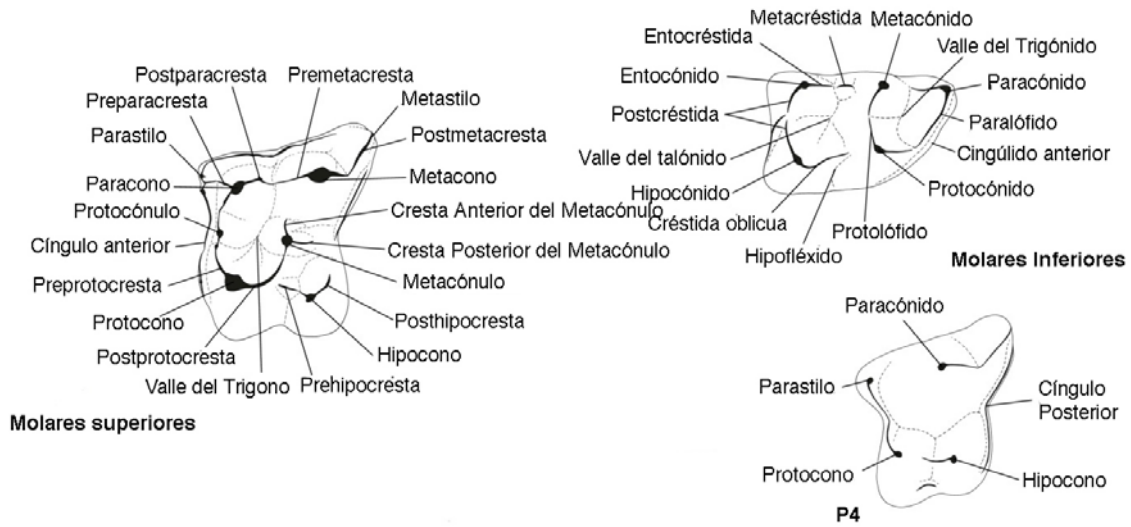 Postparacresta
Premetacresta
Preparacresta
Metastilo
Parastilo
Postmetacresta
Paracono
Metacono
Protocónulo
Cresta Anterior del Metacónulo
Cíngulo anterior
Cresta Posterior del Metacónulo
Preprotocresta
Metacónulo
Protocono
Posthipocresta
Postprotocresta
Hipocono
Valle del Trigono
Prehipocresta
Molares superiores
Metacréstida
Metacónido
Entocréstida
Valle del Trigónido
Entocónido
Paracónido
Postcréstida
Paralófido
Valle del talónido
Cingúlido anterior
Hipocónido
Protocónido
Créstida oblicua
Protolófido
Hipofléxido
Molares Inferiores
Paracónido
Parastilo
Cíngulo
Posterior
Protocono
Hipocono
P4